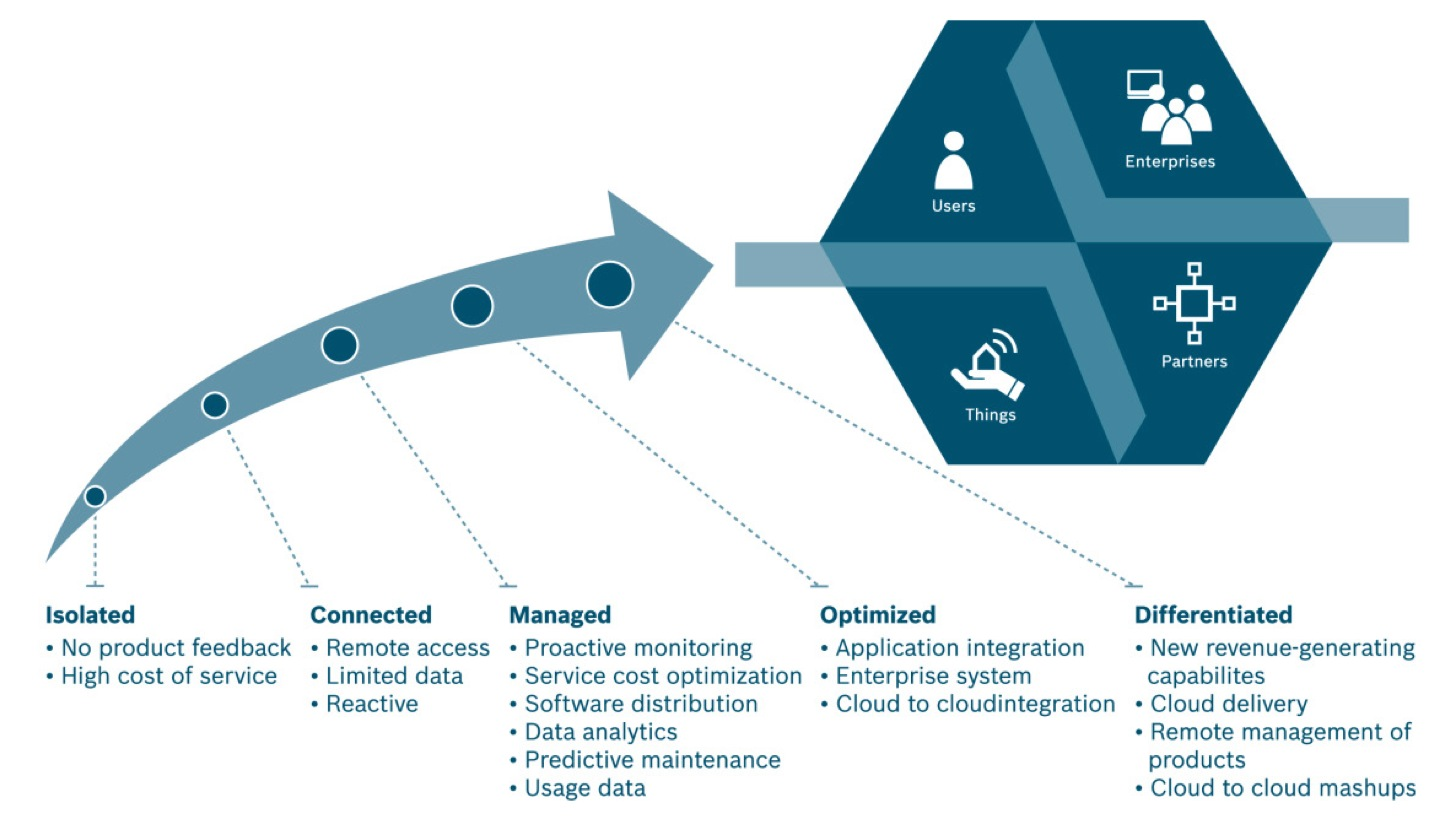 Enterprises
Users
Partners
Things
Isolated
• No product feedback
• High cost of service
Connected
• Remote access
• Limited data
• Reactive
Managed
• Proactive monitoring
• Service cost optimization
• Software distribution
• Data analytics
• Predictive maintenance
• Usage data
Optimized
• Application integration
• Enterprise system
• Cloud to cloudintegration
Differentiated
• New revenue-generating
capabilites
• Cloud delivery
• Remote management of
products
• Cloud to cloud mashups